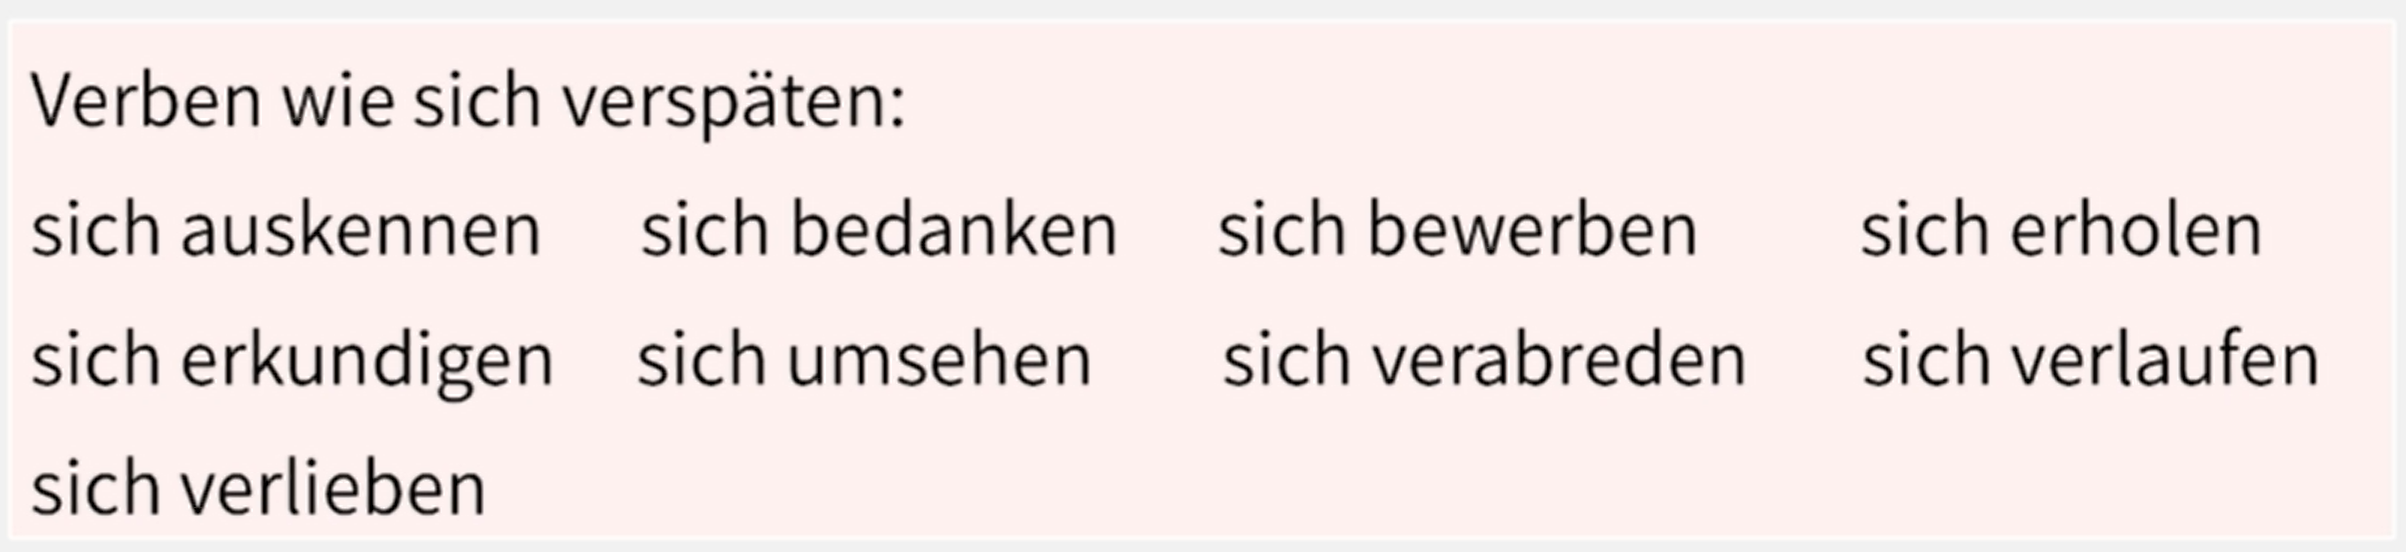 Verben wie sich verspäten:
sich auskennen sich bedanken sich bewerben sich erholen
sich erkundigen sich umsehen sich verabreden sich verlaufen
sich verlieben